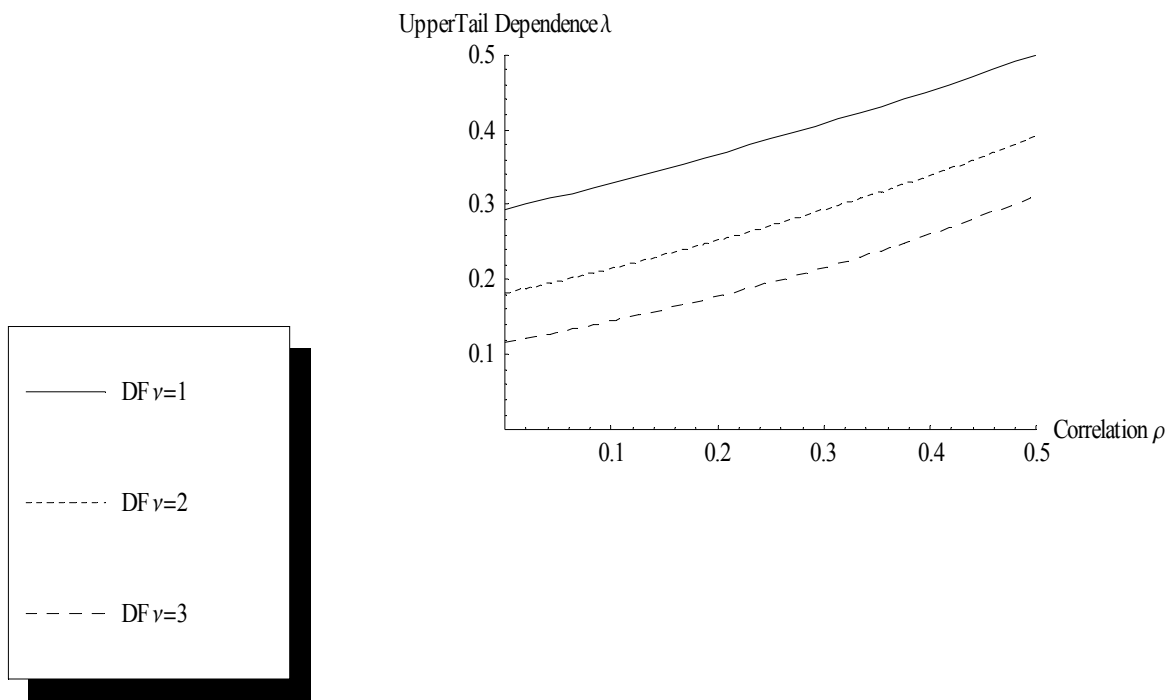 UpperTail Dependence λ
0.5
0.4
0.3
0.2
0.1
0.1 0.2 0.3 0.4 0.5
Correlation ρ
DF ν=1
DF ν=2
DF ν=3